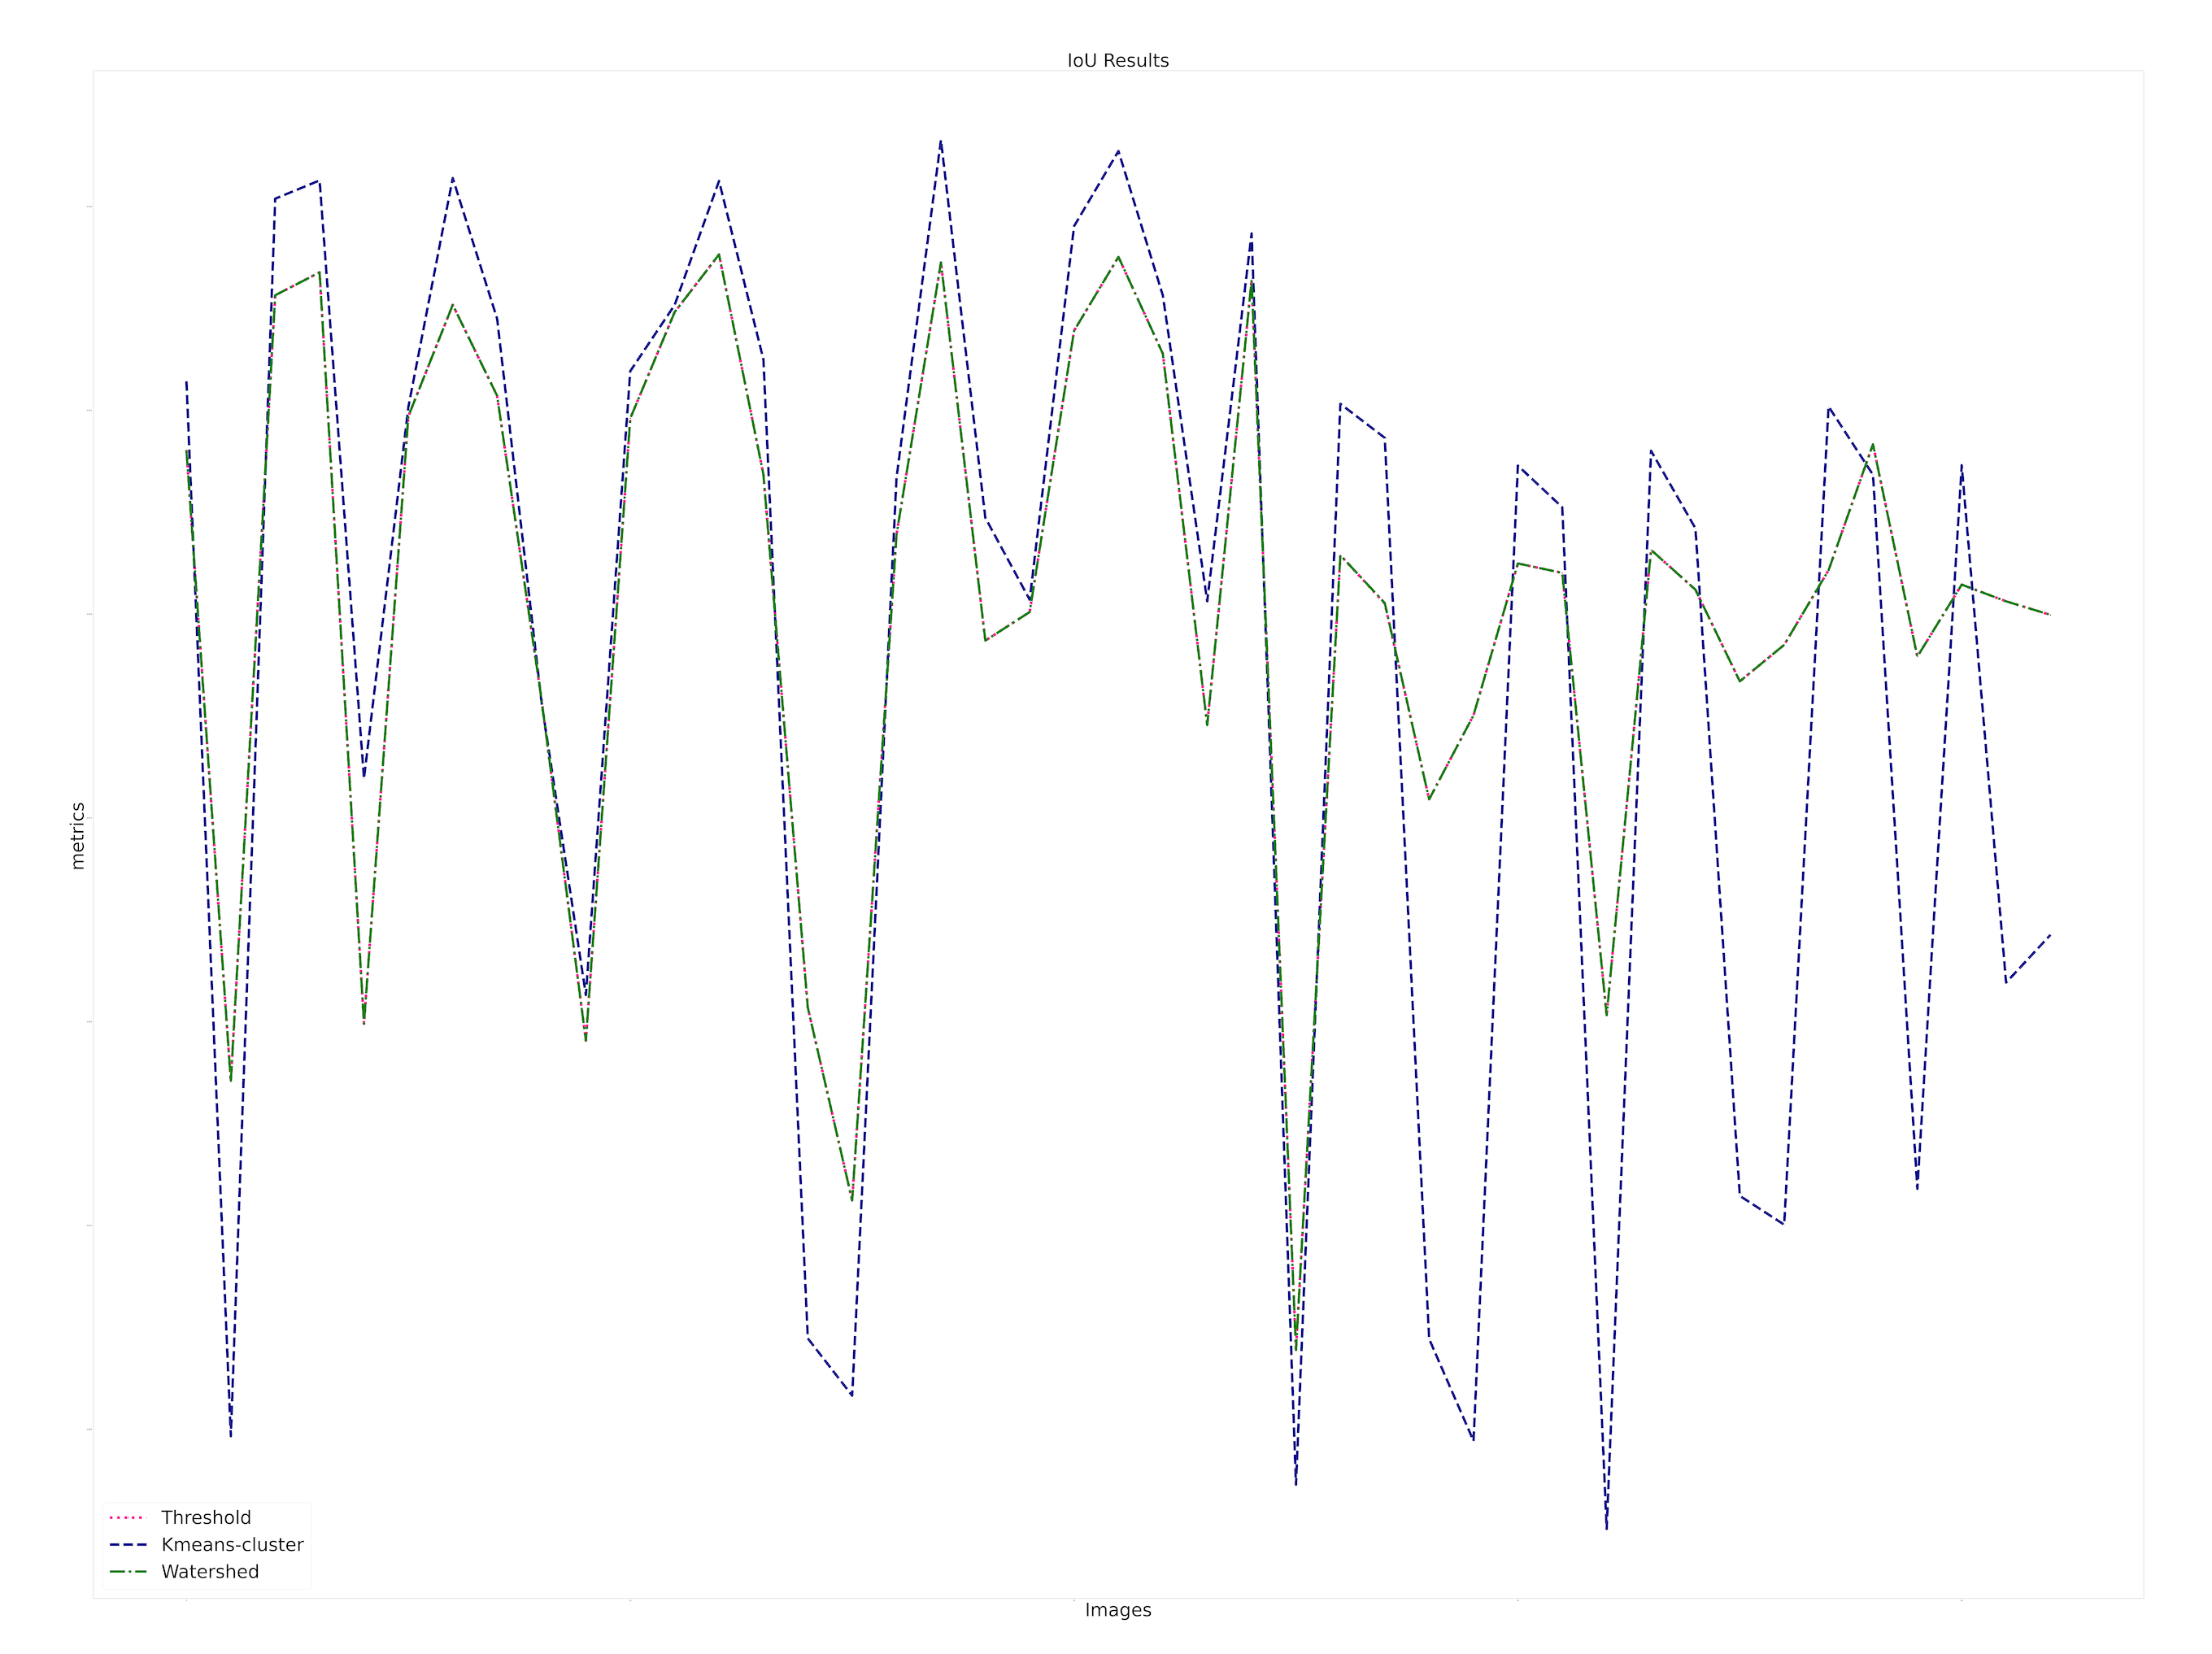 IoU Results
metrics
Threshold
Kmeans-cluster
Watershed
Images